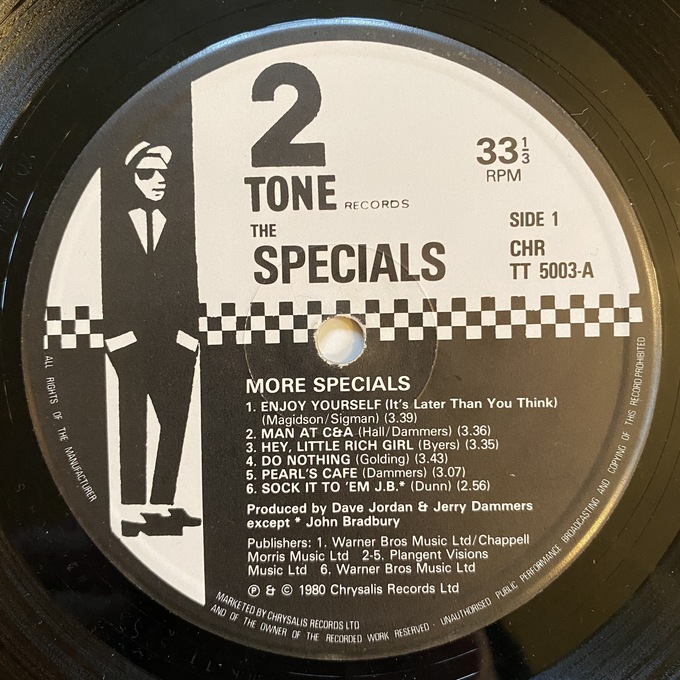 2
TONE RECORDS
33 1/3
RPM
THE
SPECIALS
SIDE 1
CHR
TT 5003-A
MORE SPECIALS
1. ENJOY YOURSELF (It's Later Than You Think)
(Magidson/Sigman) (3.39)
2. MAN AT C&A (Hall/Dammers) (3.36)
3. HEY, LITTLE RICH GIRL (Byers) (3.35)
4. DO NOTHING (Golding) (3.43)
5. PEARL'S CAFE (Dammers) (3.07)
6. SOCK IT TO 'EM J.B.* (Dunn) (2.56)
Produced by Dave Jordan & Jerry Dammers
except * John Bradbury
Publishers: 1. Warner Bros Music Ltd/Chappell
Morris Music Ltd 2-5. Plangent Visions
Music Ltd 6. Warner Bros Music Ltd
℗ & © 1980 Chrysalis Records Ltd
MARKETED BY CHRYSALIS RECORDS LTD
ALL RIGHTS OF THE MANUFACTURER AND OF THE OWNER OF THE RECORDED WORK RESERVED · UNAUTHORISED PUBLIC PERFORMANCE BROADCASTING AND COPYING OF THIS RECORD PROHIBITED